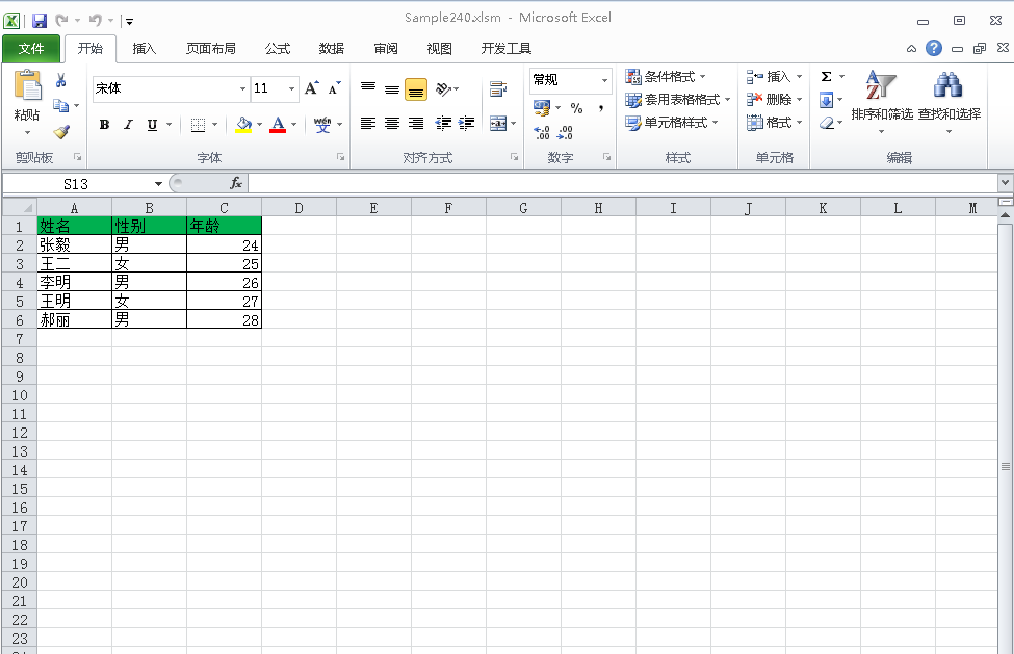 Sample240.xlsm - Microsoft Excel
文件 开始 插入 页面布局 公式 数据 审阅 视图 开发工具
宋体 11 常规 条件格式 插入 Σ
粘贴 套用表格格式 删除 排序和筛选 查找和选择
B I U A wén % , 单元格样式 格式
剪贴板 字体 对齐方式 数字 样式 单元格 编辑
S13 fx
A B C D E F G H I J K L M
1 姓名 性别 年龄
2 张毅 男 24
3 王二 女 25
4 李明 男 26
5 王明 女 27
6 郝丽 男 28
7
8
9
10
11
12
13
14
15
16
17
18
19
20
21
22
23